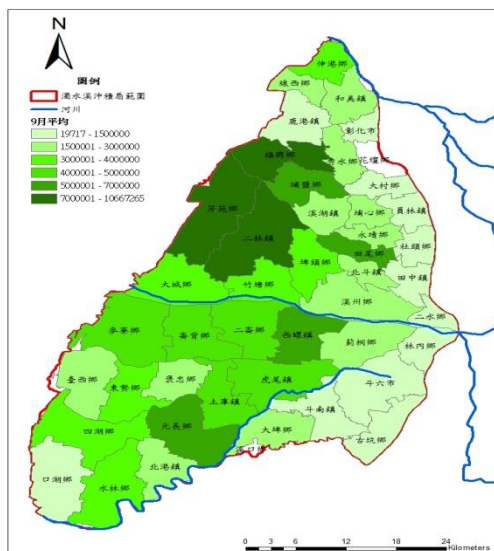 N
圖例
濁水溪沖積扇範圍
河川
9月平均
19717 - 1500000
1500001 - 3000000
3000001 - 4000000
4000001 - 5000000
5000001 - 7000000
7000001 - 10667265
伸港鄉
線西鄉
和美鎮
鹿港鎮
彰化市
福興鄉
秀水鄉
花壇鄉
埔鹽鄉
大村鄉
芳苑鄉
溪湖鎮
埔心鄉
員林鎮
永靖鄉
二林鎮
社頭鄉
田尾鄉
埤頭鄉
北斗鎮
田中鎮
大城鄉
竹塘鄉
溪州鄉
二水鄉
麥寮鄉
崙背鄉
二崙鄉
西螺鎮
莿桐鄉
林內鄉
臺西鄉
東勢鄉
褒忠鄉
虎尾鎮
斗六市
土庫鎮
斗南鎮
四湖鄉
元長鄉
大埤鄉
古坑鄉
口湖鄉
水林鄉
北港鎮
0 3 6 12 18 24
Kilometers